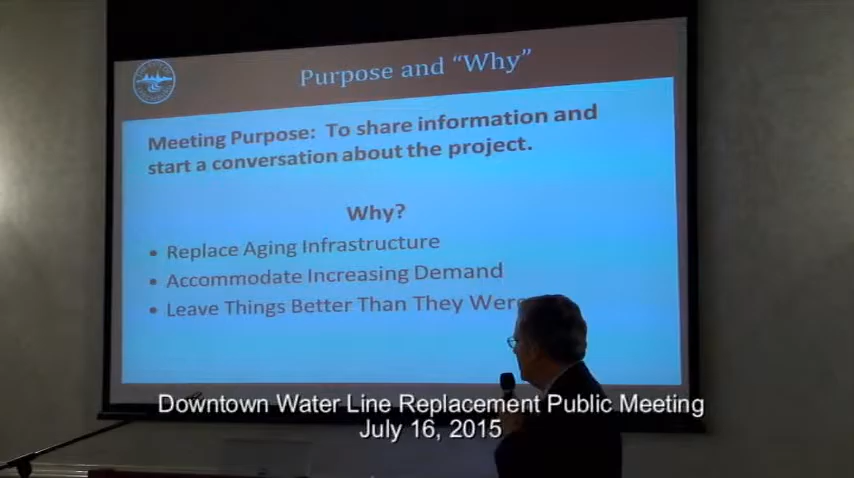 Purpose and “Why”
Meeting Purpose: To share information and
start a conversation about the project.
Why?
• Replace Aging Infrastructure
• Accommodate Increasing Demand
• Leave Things Better Than They Were
Downtown Water Line Replacement Public Meeting
July 16, 2015